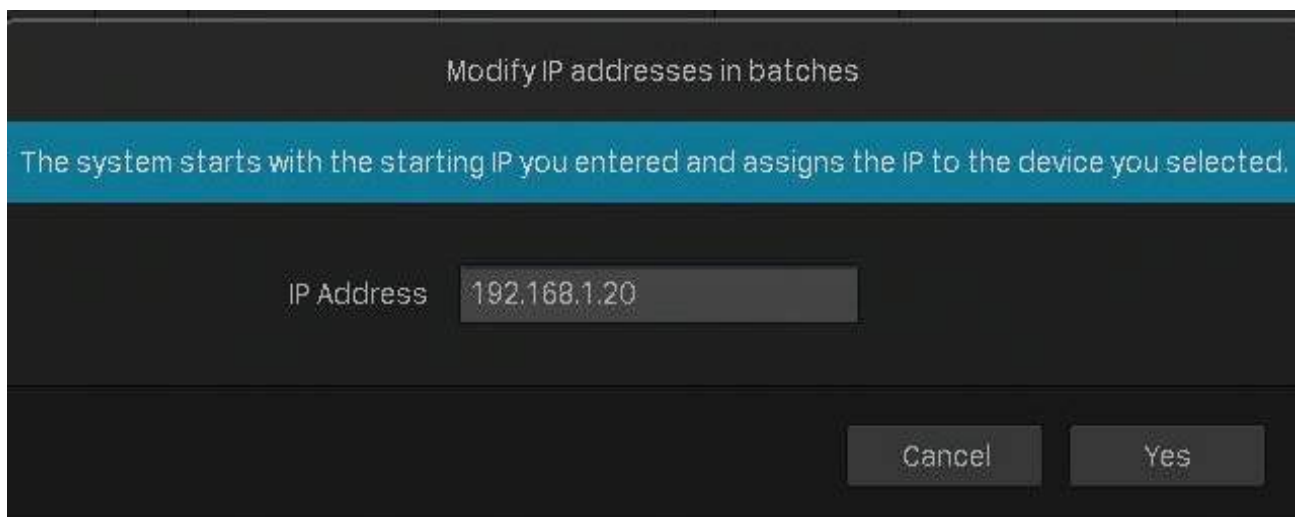 Modify IP addresses in batches
The system starts with the starting IP you entered and assigns the IP to the device you selected.
IP Address 192.168.1.20
Cancel Yes